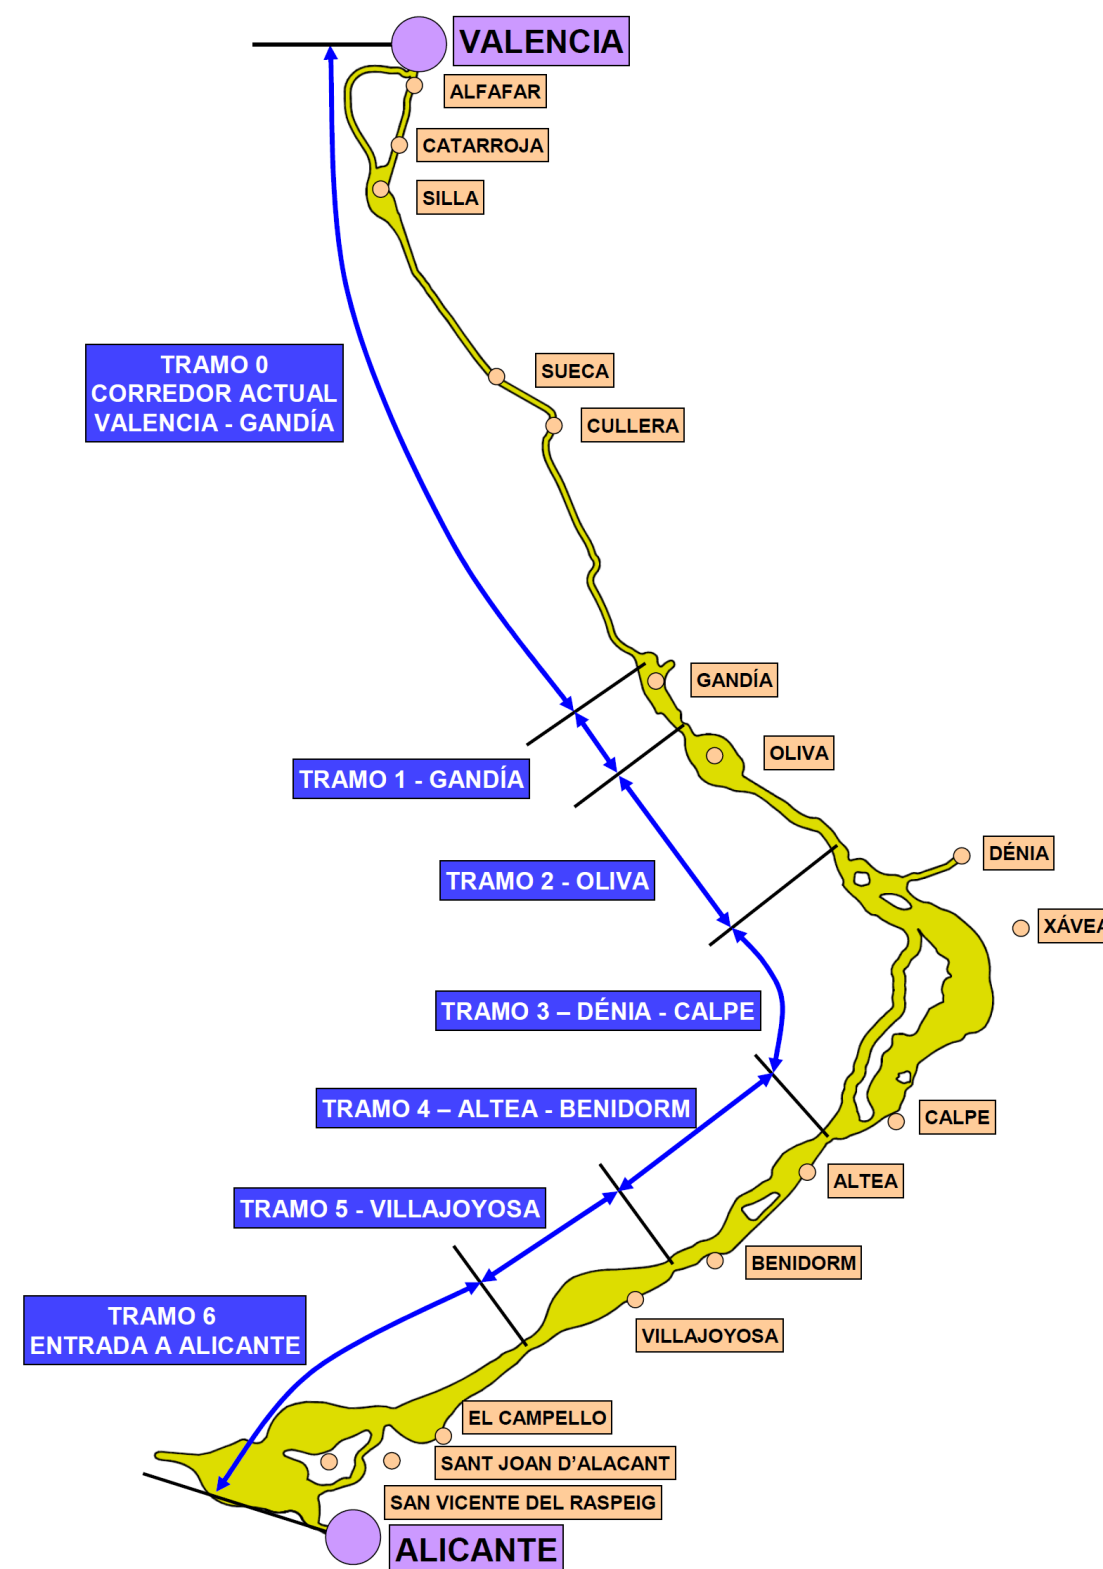 VALENCIA
ALFAFAR
CATARROJA
SILLA
TRAMO 0
CORREDOR ACTUAL
VALENCIA - GANDÍA
SUECA
CULLERA
GANDÍA
OLIVA
TRAMO 1 - GANDÍA
DÉNIA
TRAMO 2 - OLIVA
XÁVEA
TRAMO 3 – DÉNIA - CALPE
TRAMO 4 – ALTEA - BENIDORM
CALPE
ALTEA
TRAMO 5 - VILLAJOYOSA
BENIDORM
TRAMO 6
ENTRADA A ALICANTE
VILLAJOYOSA
EL CAMPELLO
SANT JOAN D’ALACANT
SAN VICENTE DEL RASPEIG
ALICANTE